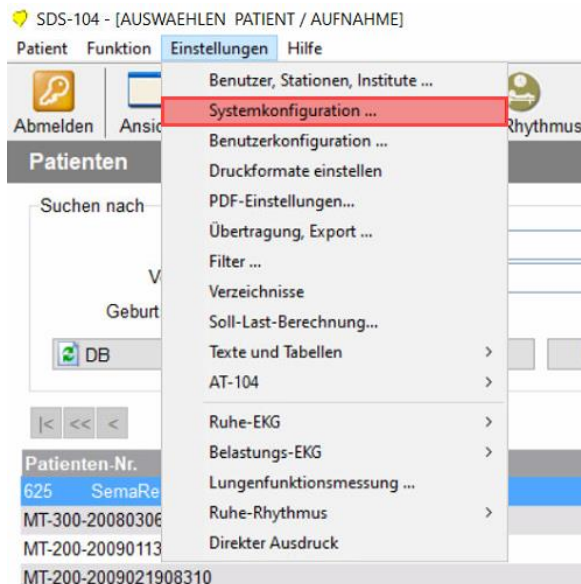 SDS-104 - [AUSWAEHLEN PATIENT / AUFNAHME]
Patient Funktion Einstellungen Hilfe
Abmelden
Rhythmus
Benutzer, Stationen, Institute ...
Systemkonfiguration ...
Benutzerkonfiguration ...
Druckformate einstellen
PDF-Einstellungen...
Übertragung, Export ...
Filter ...
Verzeichnisse
Soll-Last-Berechnung...
Texte und Tabellen >
AT-104 >
Ruhe-EKG >
Belastungs-EKG >
Lungenfunktionsmessung ...
Ruhe-Rhythmus >
Direkter Ausdruck
Patienten
Suchen nach
V
Geburt
DB
|< << <
Patienten-Nr.
625 SemaRe
MT-300-20080306
MT-200-20090113
MT-200-2009021908310